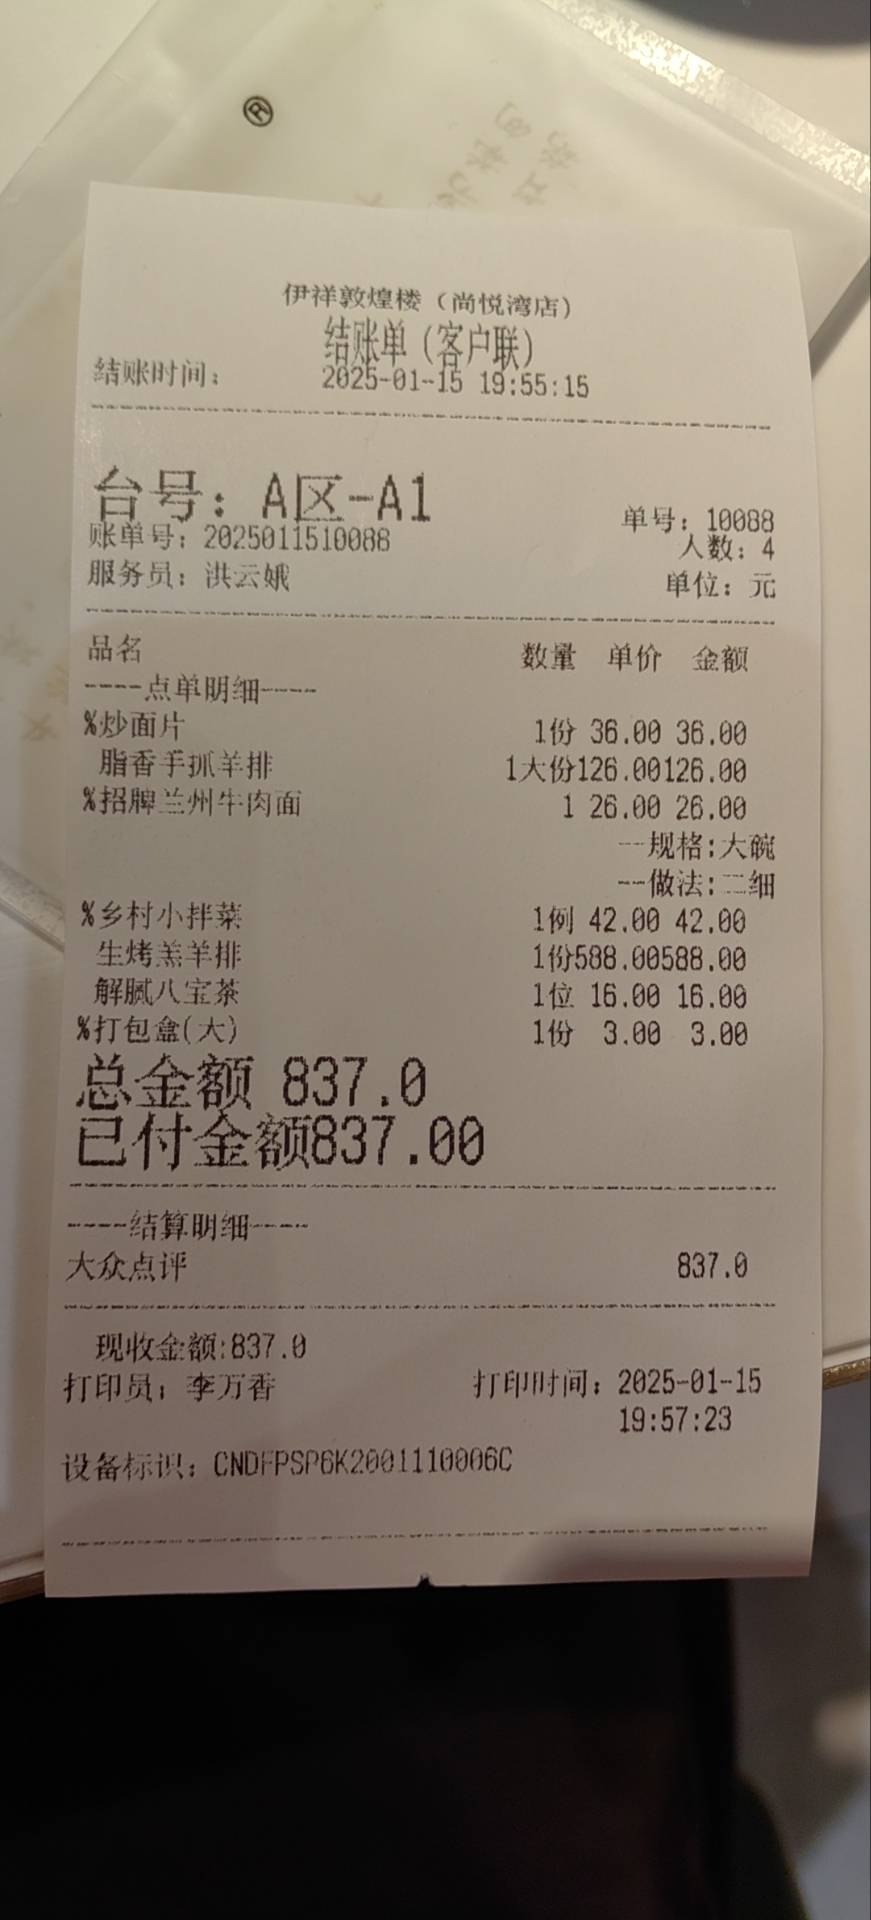 ®
伊祥敦煌楼（尚悦湾店）
结账单（客户联）
结账时间： 2025-01-15 19:55:15
台号：A区-A1
单号：10088
账单号：2025011510088 人数：4
服务员：洪云娥 单位：元
品名 数量 单价 金额
----点单明细----
%炒面片 1份 36.00 36.00
脂香手抓羊排 1大份126.00126.00
%招牌兰州牛肉面 1 26.00 26.00
--规格:大碗
--做法:二细
%乡村小拌菜 1例 42.00 42.00
生烤羔羊排 1份588.00588.00
解腻八宝茶 1位 16.00 16.00
%打包盒(大) 1份 3.00 3.00
总金额 837.0
已付金额837.00
----结算明细----
大众点评 837.0
现收金额:837.0
打印员：李万香 打印时间：2025-01-15
19:57:23
设备标识：CNDFPSP6K2001110006C